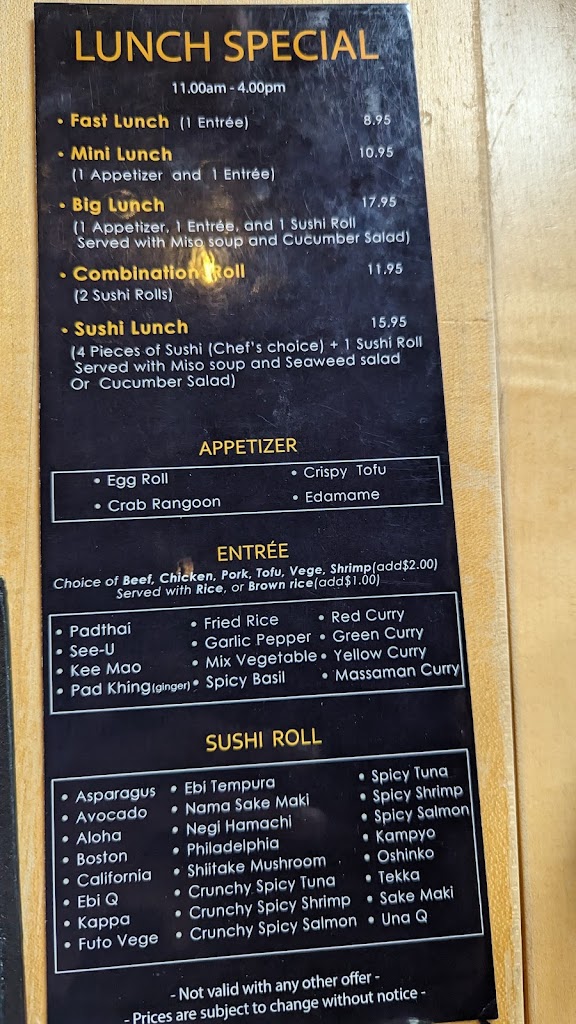 LUNCH SPECIAL
11.00am - 4.00pm
• Fast Lunch (1 Entrée) 8.95
• Mini Lunch 10.95
(1 Appetizer and 1 Entrée)
• Big Lunch 17.95
(1 Appetizer, 1 Entrée, and 1 Sushi Roll
Served with Miso soup and Cucumber Salad)
• Combination Roll 11.95
(2 Sushi Rolls)
• Sushi Lunch 15.95
(4 Pieces of Sushi (Chef's choice) + 1 Sushi Roll
Served with Miso soup and Seaweed salad
Or Cucumber Salad)
APPETIZER
• Egg Roll
• Crab Rangoon
• Crispy Tofu
• Edamame
ENTRÉE
Choice of Beef, Chicken, Pork, Tofu, Vege, Shrimp(add$2.00)
Served with Rice, or Brown rice(add$1.00)
• Padthai
• See-U
• Kee Mao
• Pad Khing(ginger)
• Fried Rice
• Garlic Pepper
• Mix Vegetable
• Spicy Basil
• Red Curry
• Green Curry
• Yellow Curry
• Massaman Curry
SUSHI ROLL
• Asparagus
• Avocado
• Aloha
• Boston
• California
• Ebi Q
• Kappa
• Futo Vege
• Ebi Tempura
• Nama Sake Maki
• Negi Hamachi
• Philadelphia
• Shiitake Mushroom
• Crunchy Spicy Tuna
• Crunchy Spicy Shrimp
• Crunchy Spicy Salmon
• Spicy Tuna
• Spicy Shrimp
• Spicy Salmon
• Kampyo
• Oshinko
• Tekka
• Sake Maki
• Una Q
- Not valid with any other offer -
- Prices are subject to change without notice -